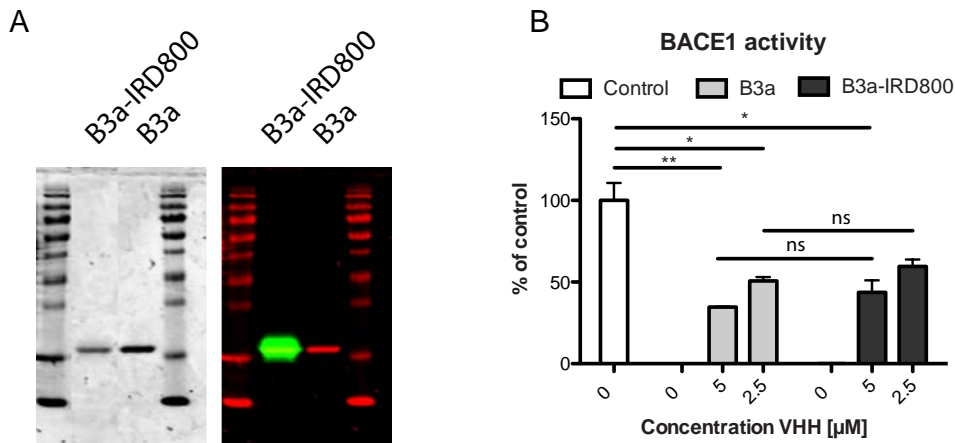 A
B3a-IRD800
B3a
B3a-IRD800
B3a
B
BACE1 activity
Control
B3a
B3a-IRD800
150
100
50
0
% of control
*
*
**
ns
ns
0
0
5
2.5
0
5
2.5
Concentration VHH [µM]